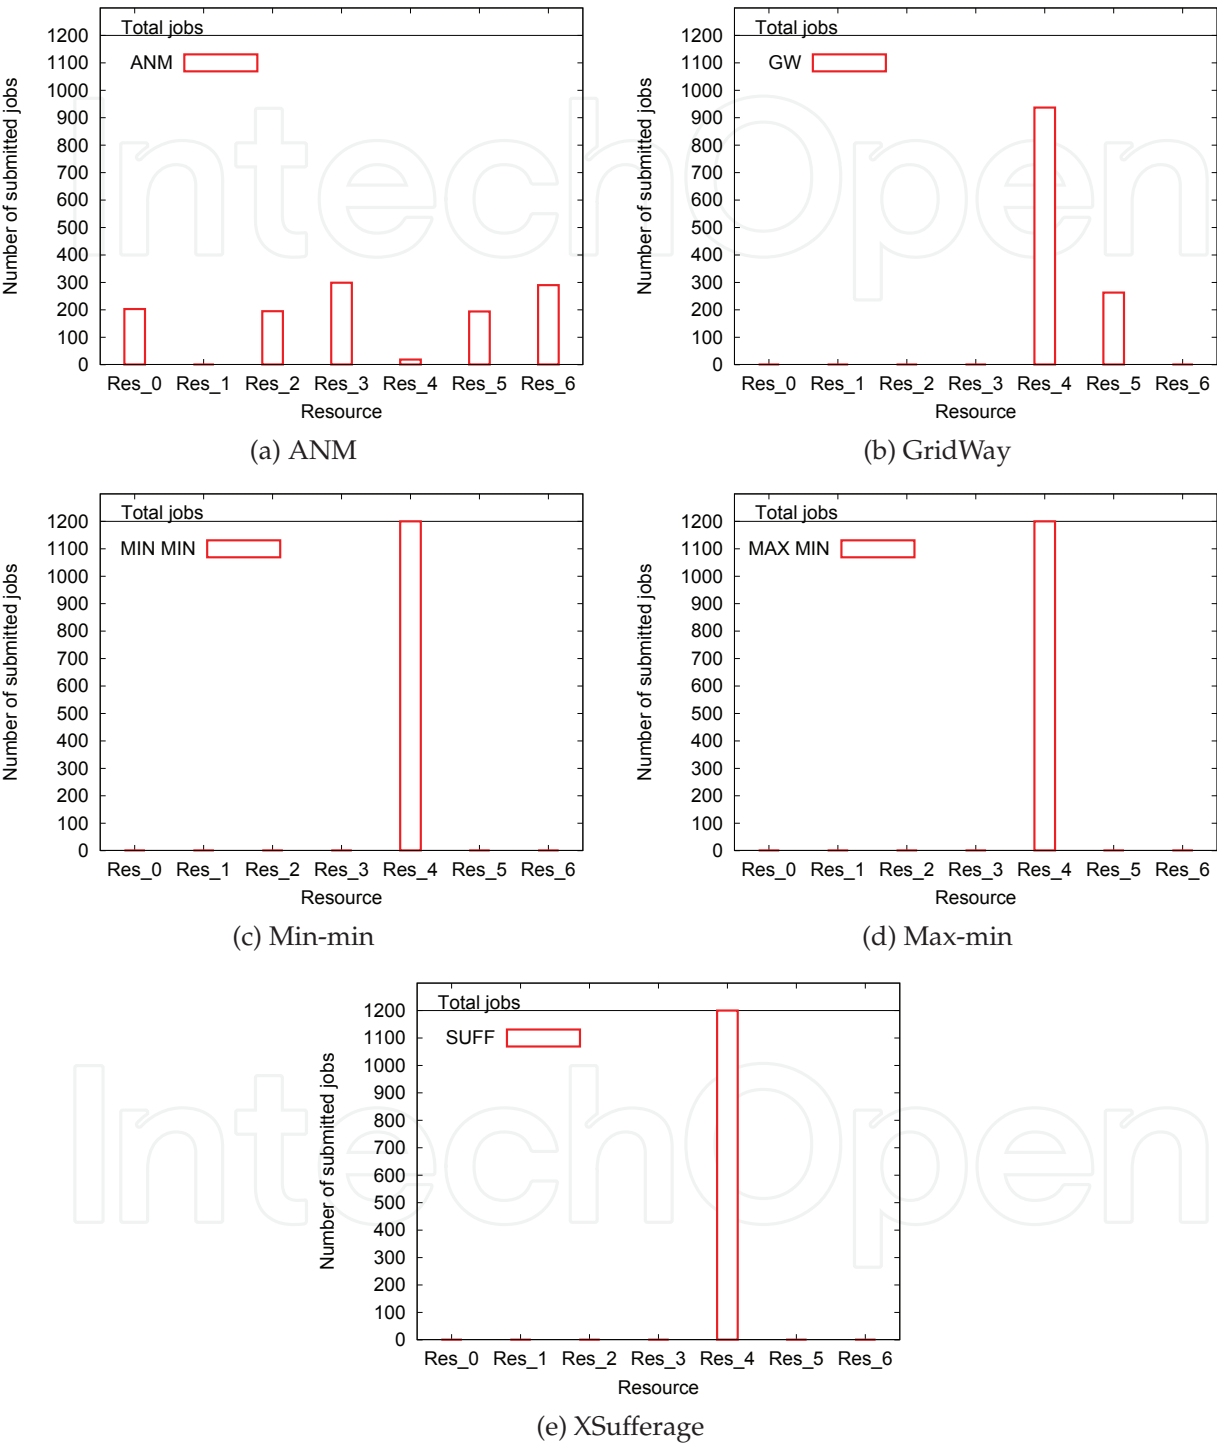 Total jobs
1200
ANM
1100
1000
900
800
700
600
500
400
300
200
100
0
Number of submitted jobs
Res_0 Res_1 Res_2 Res_3 Res_4 Res_5 Res_6
Resource
(a) ANM
Total jobs
1200
GW
1100
1000
900
800
700
600
500
400
300
200
100
0
Number of submitted jobs
Res_0 Res_1 Res_2 Res_3 Res_4 Res_5 Res_6
Resource
(b) GridWay
Total jobs
1200
MIN MIN
1100
1000
900
800
700
600
500
400
300
200
100
0
Number of submitted jobs
Res_0 Res_1 Res_2 Res_3 Res_4 Res_5 Res_6
Resource
(c) Min-min
Total jobs
1200
MAX MIN
1100
1000
900
800
700
600
500
400
300
200
100
0
Number of submitted jobs
Res_0 Res_1 Res_2 Res_3 Res_4 Res_5 Res_6
Resource
(d) Max-min
Total jobs
1200
SUFF
1100
1000
900
800
700
600
500
400
300
200
100
0
Number of submitted jobs
Res_0 Res_1 Res_2 Res_3 Res_4 Res_5 Res_6
Resource
(e) XSufferage
IntechOpen
IntechOpen